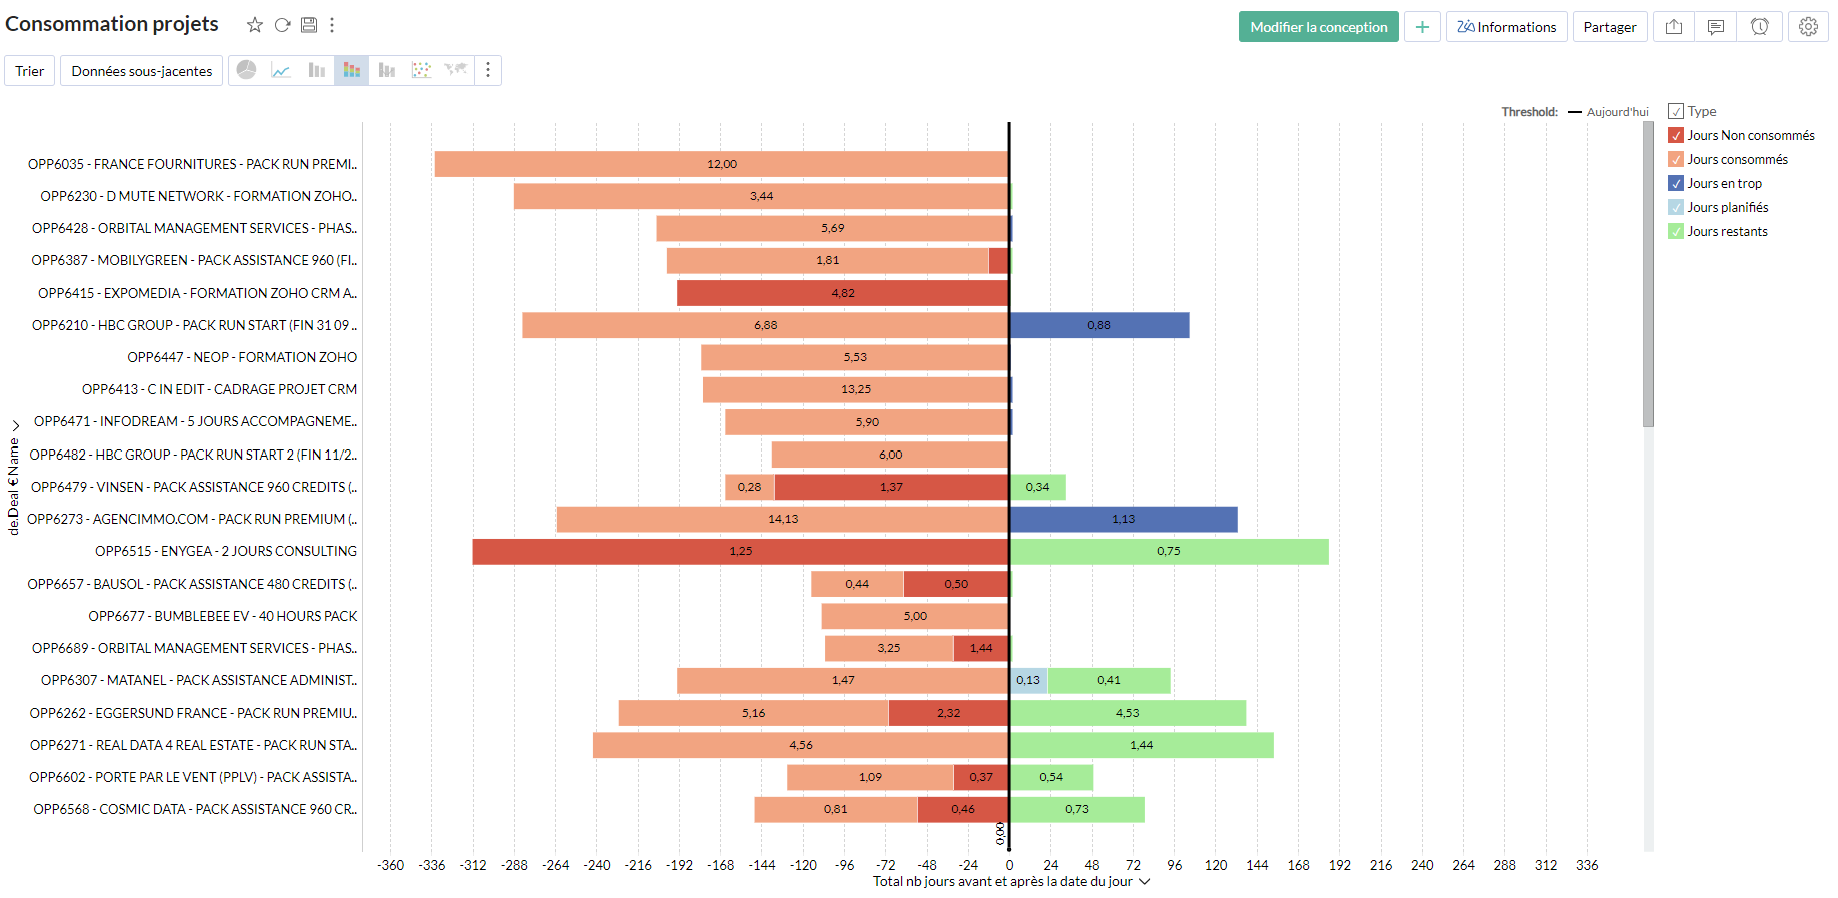 Consommation projets
Modifier la conception
+
Informations
Partager
Trier
Données sous-jacentes
Threshold: Aujourd'hui
Type
Jours Non consommés
Jours consommés
Jours en trop
Jours planifiés
Jours restants
de.Deal € Name
OPP6035 - FRANCE FOURNITURES - PACK RUN PREMI.. 12,00
OPP6230 - D MUTE NETWORK - FORMATION ZOHO.. 3,44
OPP6428 - ORBITAL MANAGEMENT SERVICES - PHAS.. 5,69
OPP6387 - MOBILYGREEN - PACK ASSISTANCE 960 (FI.. 1,81
OPP6415 - EXPOMEDIA - FORMATION ZOHO CRM A.. 4,82
OPP6210 - HBC GROUP - PACK RUN START (FIN 31 09 .. 6,88 0,88
OPP6447 - NEOP - FORMATION ZOHO 5,53
OPP6413 - C IN EDIT - CADRAGE PROJET CRM 13,25
OPP6471 - INFODREAM - 5 JOURS ACCOMPAGNEME.. 5,90
OPP6482 - HBC GROUP - PACK RUN START 2 (FIN 11/2.. 6,00
OPP6479 - VINSEN - PACK ASSISTANCE 960 CREDITS (.. 0,28 1,37 0,34
OPP6273 - AGENCIMMO.COM - PACK RUN PREMIUM (.. 14,13 1,13
OPP6515 - ENYGEA - 2 JOURS CONSULTING 1,25 0,75
OPP6657 - BAUSOL - PACK ASSISTANCE 480 CREDITS (.. 0,44 0,50
OPP6677 - BUMBLEBEE EV - 40 HOURS PACK 5,00
OPP6689 - ORBITAL MANAGEMENT SERVICES - PHAS.. 3,25 1,44
OPP6307 - MATANEL - PACK ASSISTANCE ADMINIST.. 1,47 0,13 0,41
OPP6262 - EGGERSUND FRANCE - PACK RUN PREMIU.. 5,16 2,32 4,53
OPP6271 - REAL DATA 4 REAL ESTATE - PACK RUN STA.. 4,56 1,44
OPP6602 - PORTE PAR LE VENT (PPLV) - PACK ASSISTA.. 1,09 0,37 0,54
OPP6568 - COSMIC DATA - PACK ASSISTANCE 960 CR.. 0,81 0,46 0,73
0,00
-360 -336 -312 -288 -264 -240 -216 -192 -168 -144 -120 -96 -72 -48 -24 0 24 48 72 96 120 144 168 192 216 240 264 288 312 336
Total nb jours avant et après la date du jour